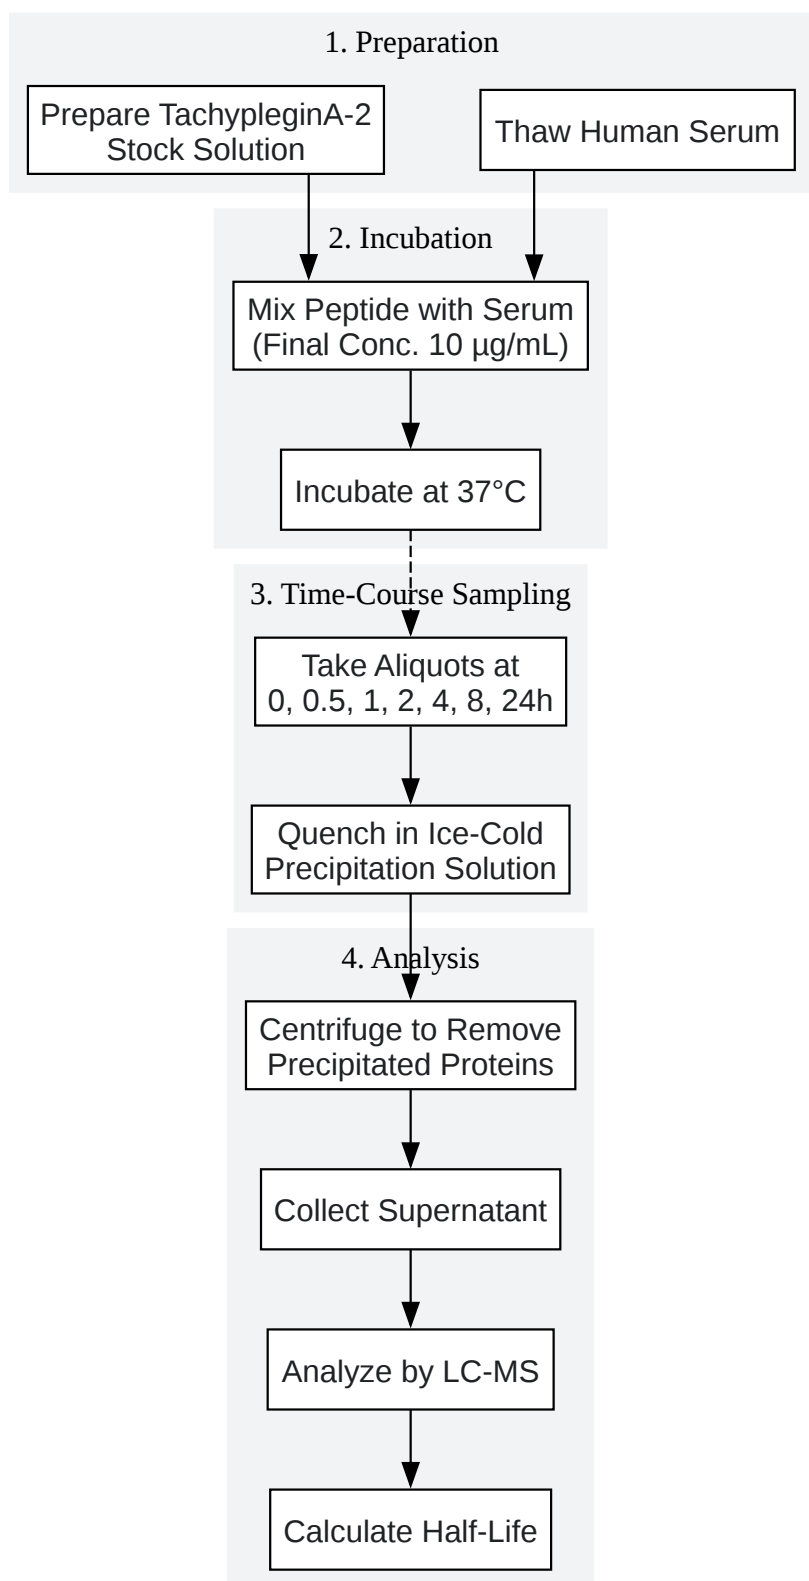 1. Preparation
Prepare TachypleginA-2
Stock Solution
Thaw Human Serum
2. Incubation
Mix Peptide with Serum
(Final Conc. 10 µg/mL)
Incubate at 37°C
3. Time-Course Sampling
Take Aliquots at
0, 0.5, 1, 2, 4, 8, 24h
Quench in Ice-Cold
Precipitation Solution
4. Analysis
Centrifuge to Remove
Precipitated Proteins
Collect Supernatant
Analyze by LC-MS
Calculate Half-Life